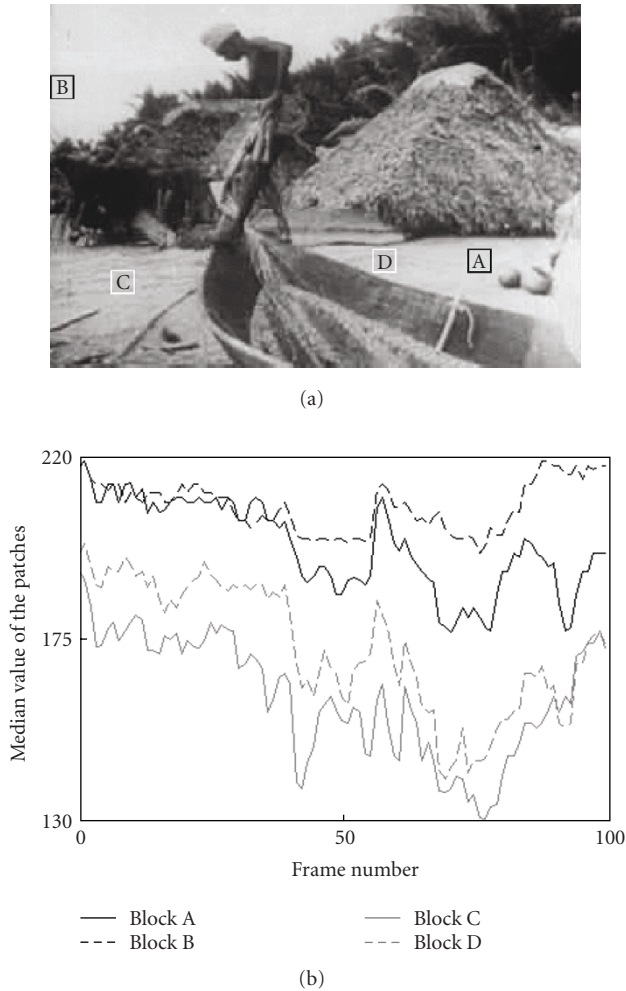 B
D
A
C
(a)
220
175
130
Median value of the patches
0
50
100
Frame number
Block A
Block C
Block B
Block D
(b)